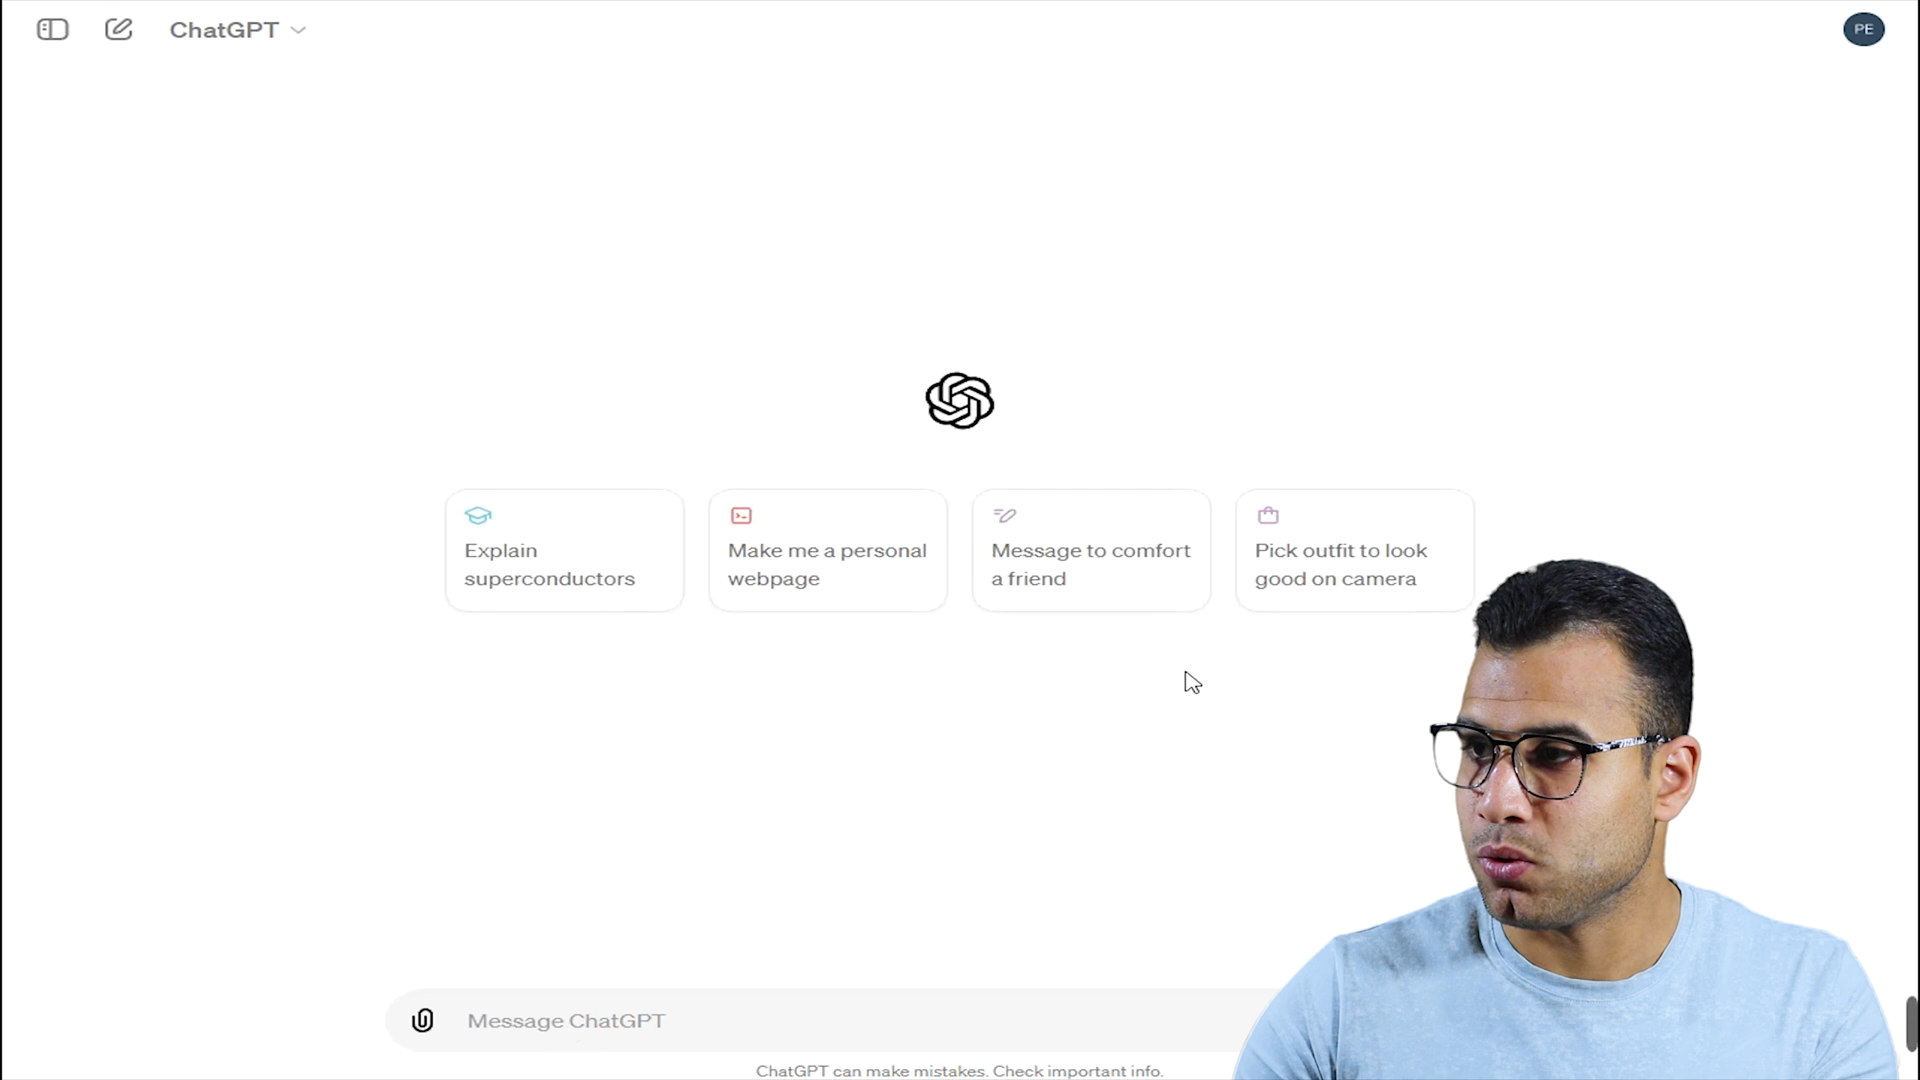 ChatGPT
PE
Explain
superconductors
Make me a personal
webpage
Message to comfort
a friend
Pick outfit to look
good on camera
Message ChatGPT
ChatGPT can make mistakes. Check important info.